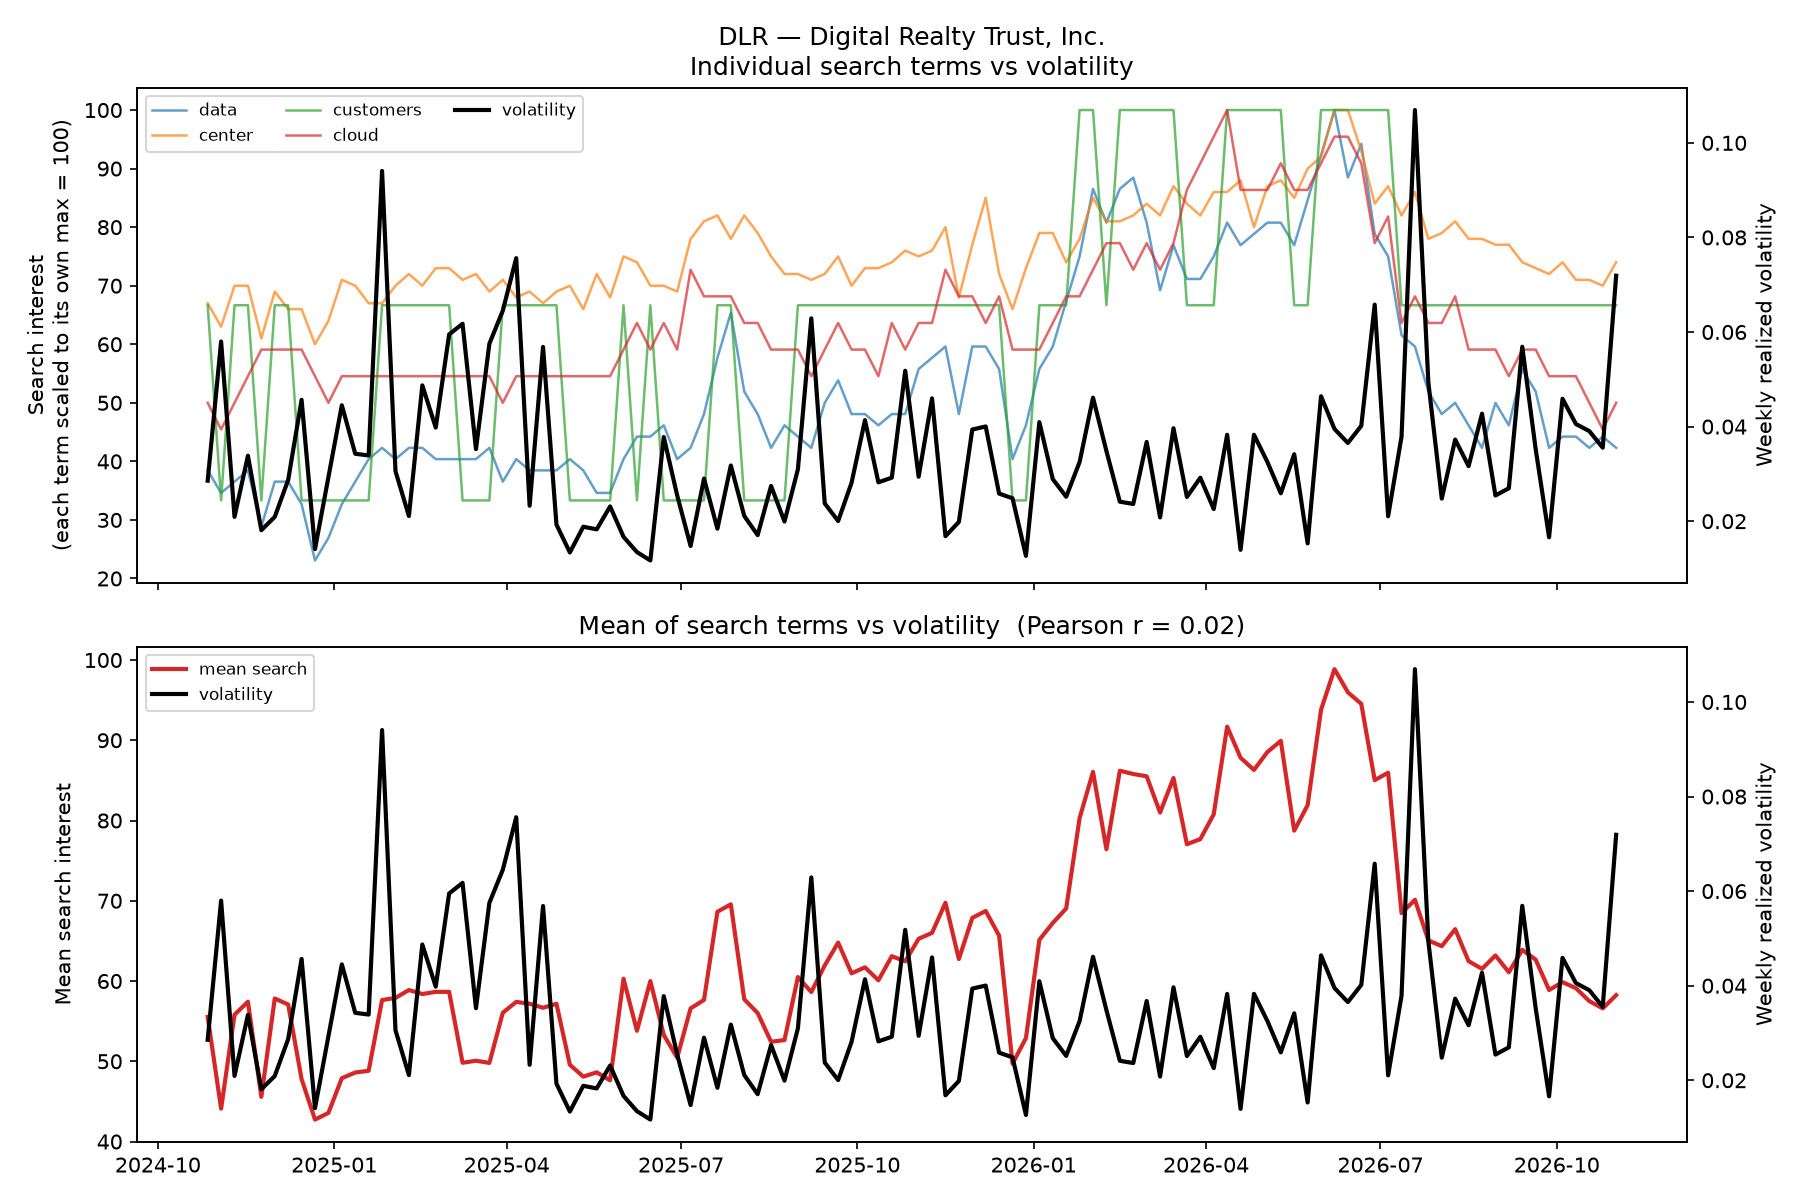 DLR — Digital Realty Trust, Inc.
Individual search terms vs volatility
data
center
customers
cloud
volatility
Search interest
(each term scaled to its own max = 100)
100
90
80
70
60
50
40
30
20
0.10
0.08
0.06
0.04
0.02
Weekly realized volatility
Mean of search terms vs volatility (Pearson r = 0.02)
mean search
volatility
Mean search interest
100
90
80
70
60
50
40
0.10
0.08
0.06
0.04
0.02
Weekly realized volatility
2024-10
2025-01
2025-04
2025-07
2025-10
2026-01
2026-04
2026-07
2026-10